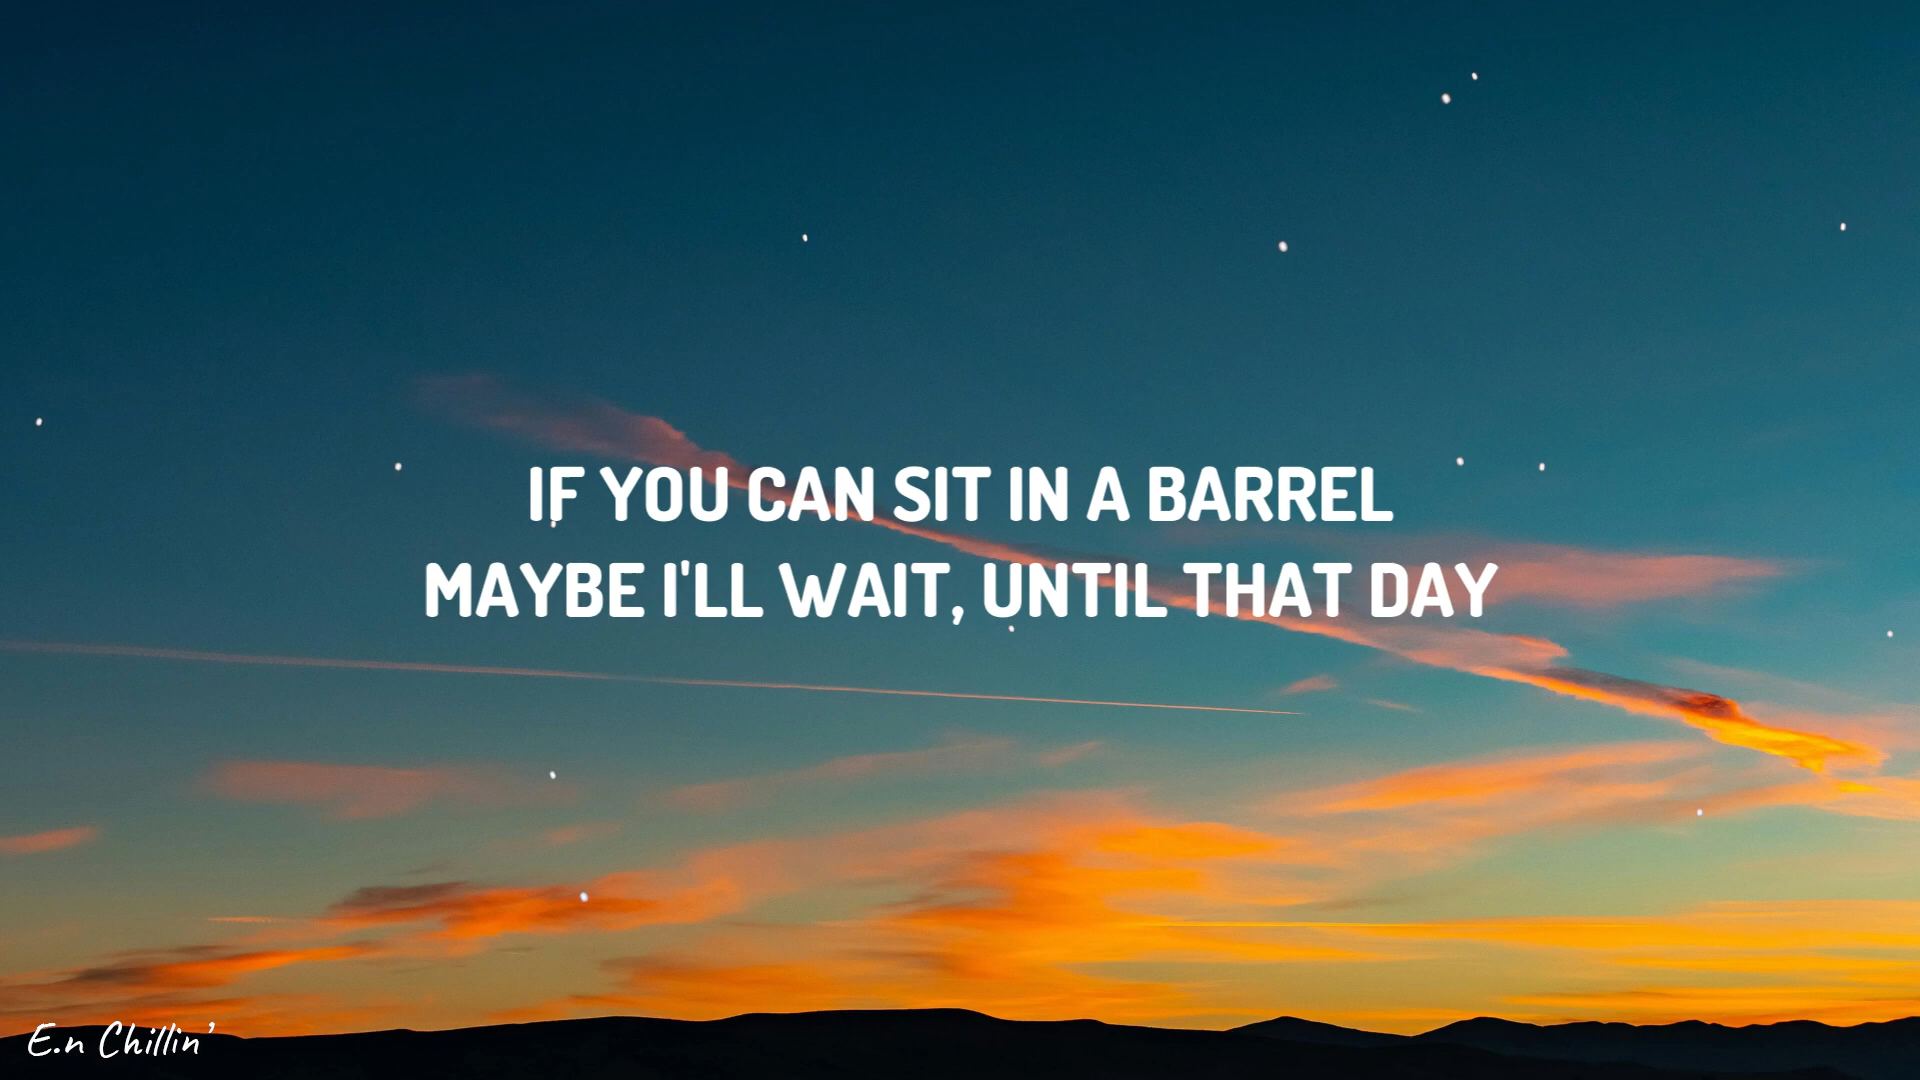 IF YOU CAN SIT IN A BARREL
MAYBE I'LL WAIT, UNTIL THAT DAY
E.n Chillin'